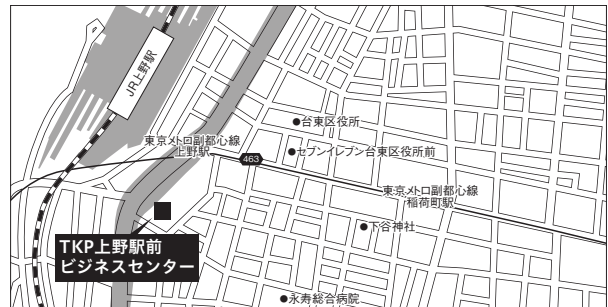 JR上野駅
台東区役所
東京メトロ副都心線
上野駅
セブンイレブン台東区役所前
463
東京メトロ副都心線
稲荷町駅
下谷神社
TKP上野駅前
ビジネスセンター
永寿総合病院